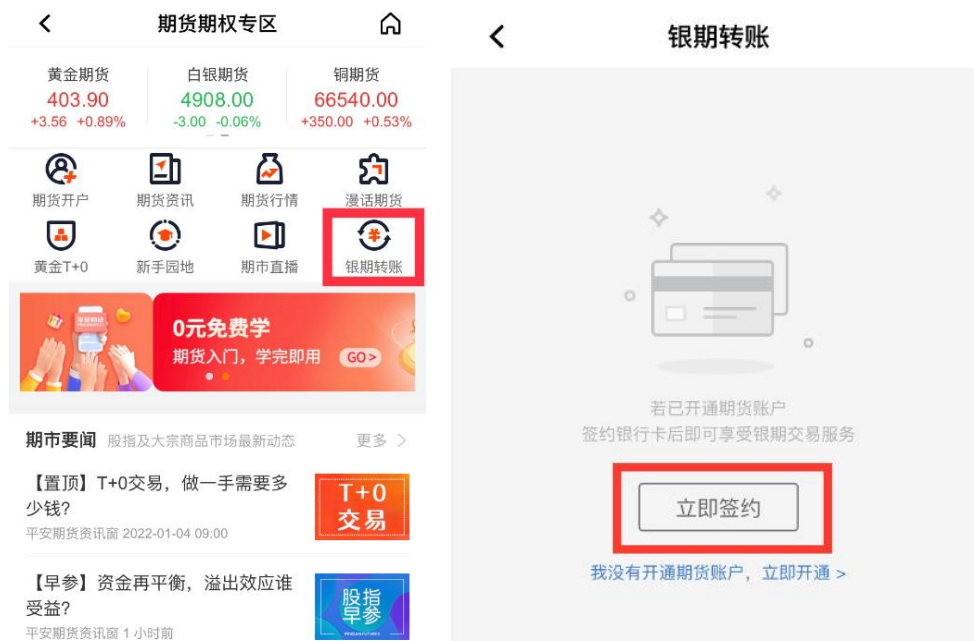 期货期权专区
黄金期货
白银期货
铜期货
403.90
4908.00
66540.00
+3.56 +0.89%
-3.00 -0.06%
+350.00 +0.53%
期货开户
期货资讯
期货行情
漫话期货
黄金T+0
新手园地
期市直播
银期转账
0元免费学
期货入门，学完即用
GO >
期市要闻 股指及大宗商品市场最新动态 更多 >
【置顶】T+0交易，做一手需要多
少钱?
平安期货资讯窗 2022-01-04 09:00
T+0
交易
【早参】资金再平衡，溢出效应谁
受益?
平安期货资讯窗 1 小时前
股指
早参
银期转账
若已开通期货账户
签约银行卡后即可享受银期交易服务
立即签约
我没有开通期货账户，立即开通 >